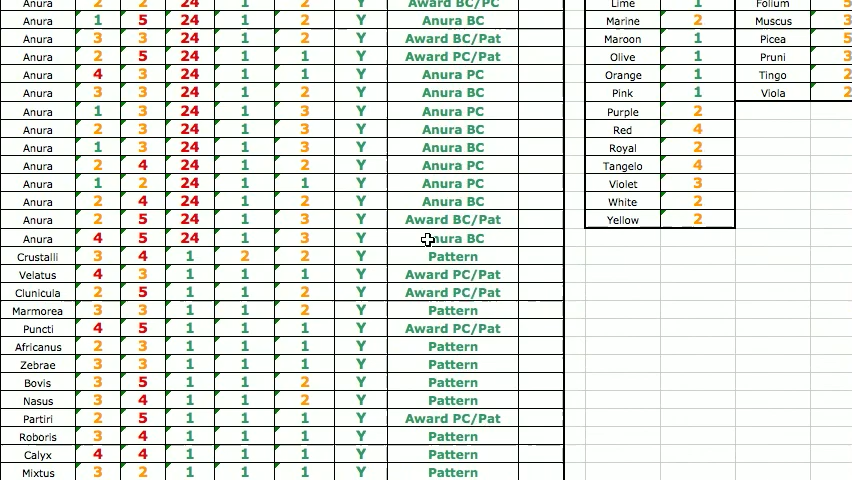 Anura 2 2 24 1 2 Y Award BC/PC Lime 1 Folium 5
Anura 1 5 24 1 2 Y Anura BC Marine 2 Muscus 3
Anura 3 3 24 1 2 Y Award BC/Pat Maroon 1 Picea 5
Anura 2 5 24 1 1 Y Award PC/Pat Olive 1 Pruni 3
Anura 4 3 24 1 1 Y Anura PC Orange 1 Tingo 2
Anura 3 3 24 1 2 Y Anura BC Pink 1 Viola 2
Anura 1 3 24 1 3 Y Anura BC Purple 2
Anura 2 3 24 1 3 Y Anura BC Red 4
Anura 1 3 24 1 3 Y Anura BC Royal 2
Anura 2 4 24 1 2 Y Anura PC Tangelo 4
Anura 1 2 24 1 1 Y Anura PC Violet 3
Anura 2 4 24 1 2 Y Anura BC White 2
Anura 2 5 24 1 3 Y Award BC/Pat Yellow 2
Anura 4 5 24 1 3 Y Anura BC
Crustalli 3 4 1 2 2 Y Pattern
Velatus 4 3 1 1 1 Y Award PC/Pat
Clunicula 2 5 1 1 2 Y Award PC/Pat
Marmorea 3 3 1 1 2 Y Pattern
Puncti 4 5 1 1 1 Y Award PC/Pat
Africanus 2 3 1 1 1 Y Pattern
Zebrae 3 3 1 1 1 Y Pattern
Bovis 3 5 1 1 2 Y Pattern
Nasus 3 4 1 1 2 Y Pattern
Partiri 2 5 1 1 1 Y Award PC/Pat
Roboris 3 4 1 1 1 Y Pattern
Calyx 4 4 1 1 1 Y Pattern
Mixtus 3 2 1 1 1 Y Pattern